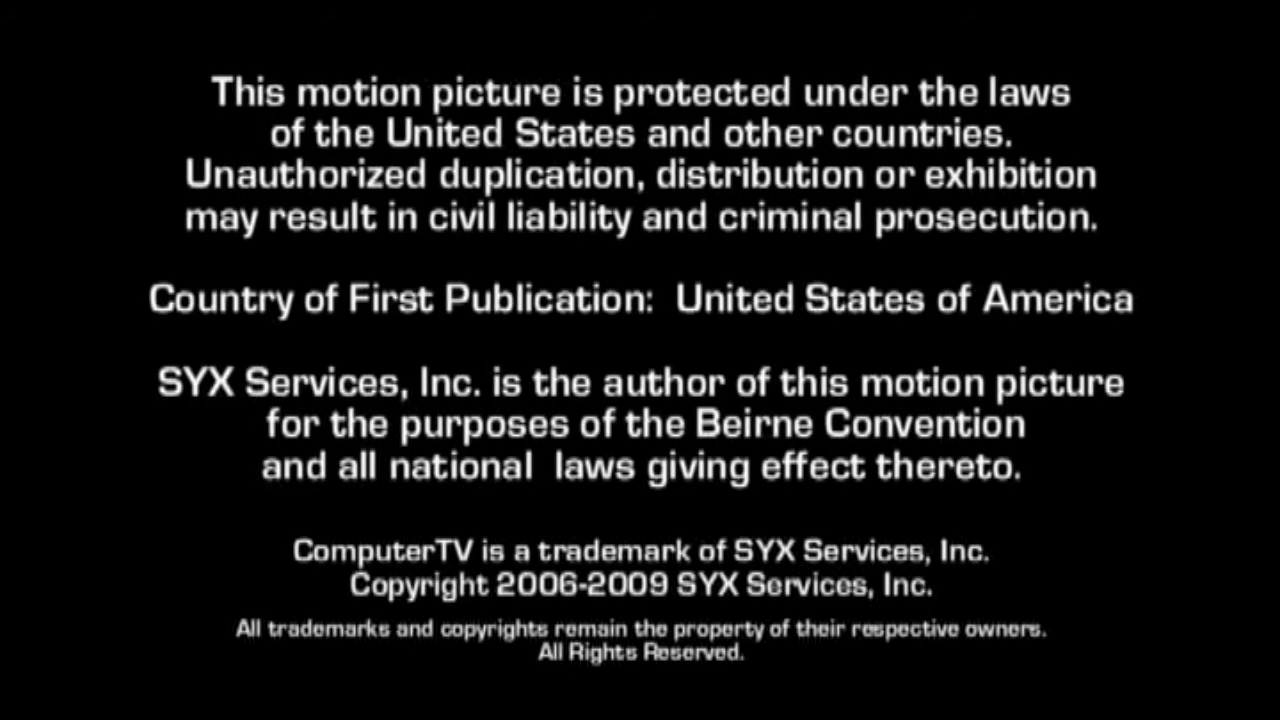 This motion picture is protected under the laws
of the United States and other countries.
Unauthorized duplication, distribution or exhibition
may result in civil liability and criminal prosecution.
Country of First Publication:  United States of America
SYX Services, Inc. is the author of this motion picture
for the purposes of the Beirne Convention
and all national  laws giving effect thereto.
ComputerTV is a trademark of SYX Services, Inc.
Copyright 2006-2009 SYX Services, Inc.
All trademarks and copyrights remain the property of their respective owners.
All Rights Reserved.